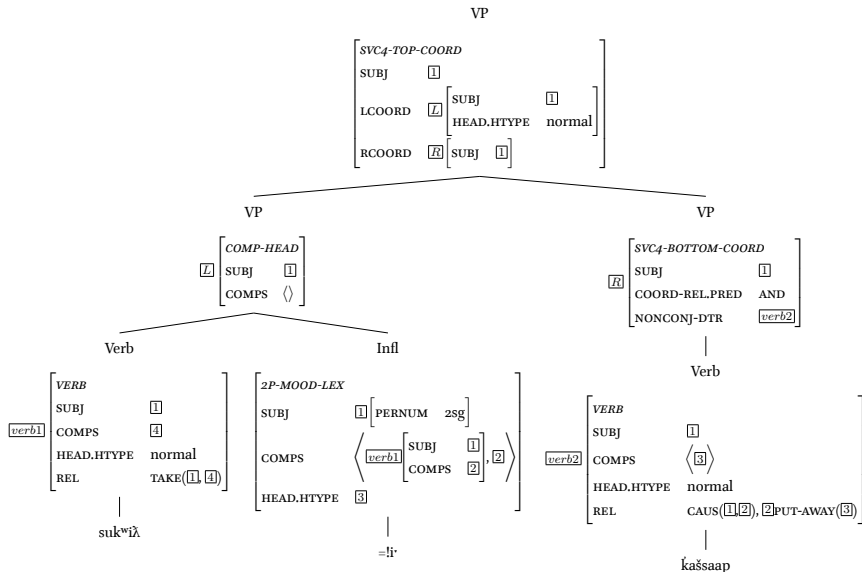 VP
SVC4-TOP-COORD
SUBJ 1
LCOORD L SUBJ 1
HEAD.HTYPE normal
RCOORD R SUBJ 1
VP VP
COMP-HEAD
L SUBJ 1
COMPS ⟨⟩
SVC4-BOTTOM-COORD
R SUBJ 1
COORD-REL.PRED AND
NONCONJ-DTR verb2
Verb Infl Verb
VERB
SUBJ 1
verb1 COMPS 4
HEAD.HTYPE normal
REL TAKE(1, 4)
sukʷiƛ̓
2P-MOOD-LEX
SUBJ 1 PERNUM 2sg
COMPS ⟨ verb1 SUBJ 1
COMPS 2 , 2 ⟩
HEAD.HTYPE 3
=!iˑ
VERB
SUBJ 1
verb2 COMPS ⟨3⟩
HEAD.HTYPE normal
REL CAUS(1,2), 2PUT-AWAY(3)
k̓ašsaap